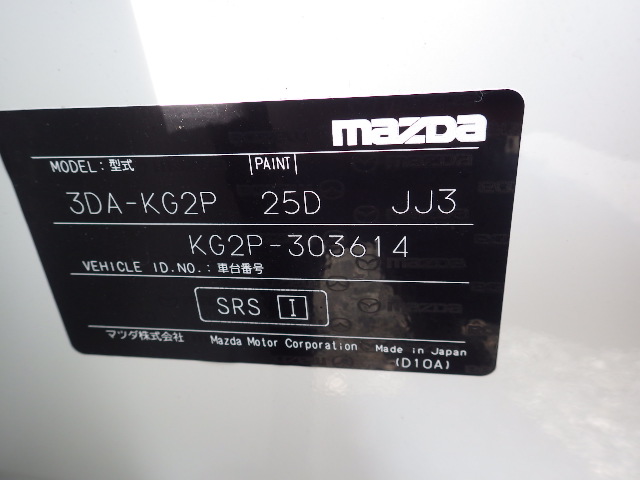 mazda
MODEL:型式 PAINT
3DA-KG2P 25D JJ3
KG2P-303614
VEHICLE ID.NO.:車台番号
SRS I
マツダ株式会社 Mazda Motor Corporation Made in Japan
(D10A)